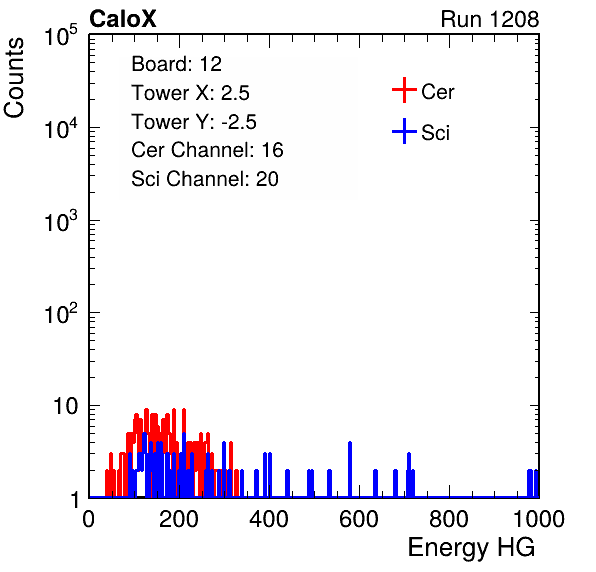 CaloX Run 1208
Counts
Board: 12
Tower X: 2.5
Tower Y: -2.5
Cer Channel: 16
Sci Channel: 20
Cer
Sci
10^5
10^4
10^3
10^2
10
1
0 200 400 600 800 1000
Energy HG